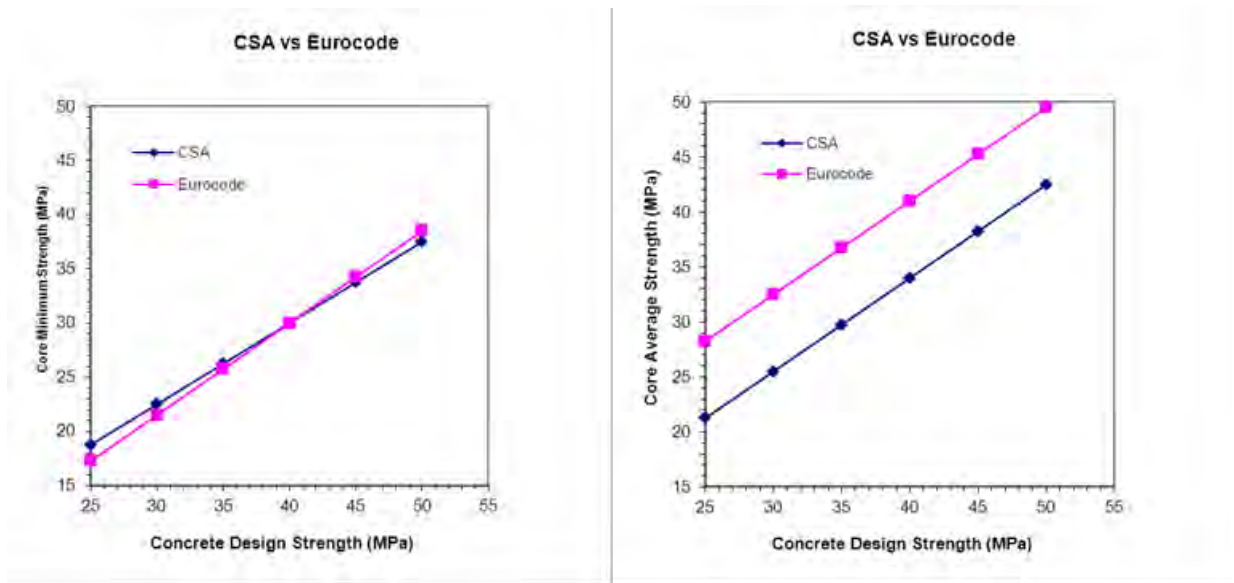 CSA vs Eurocode
50
45
40
35
30
25
20
15
CSA
Eurocode
Core Minimum Strength (MPa)
25 30 35 40 45 50 55
Concrete Design Strength (MPa)
CSA vs Eurocode
50
45
40
35
30
25
20
15
CSA
Eurocode
Core Average Strength (MPa)
25 30 35 40 45 50 55
Concrete Design Strength (MPa)